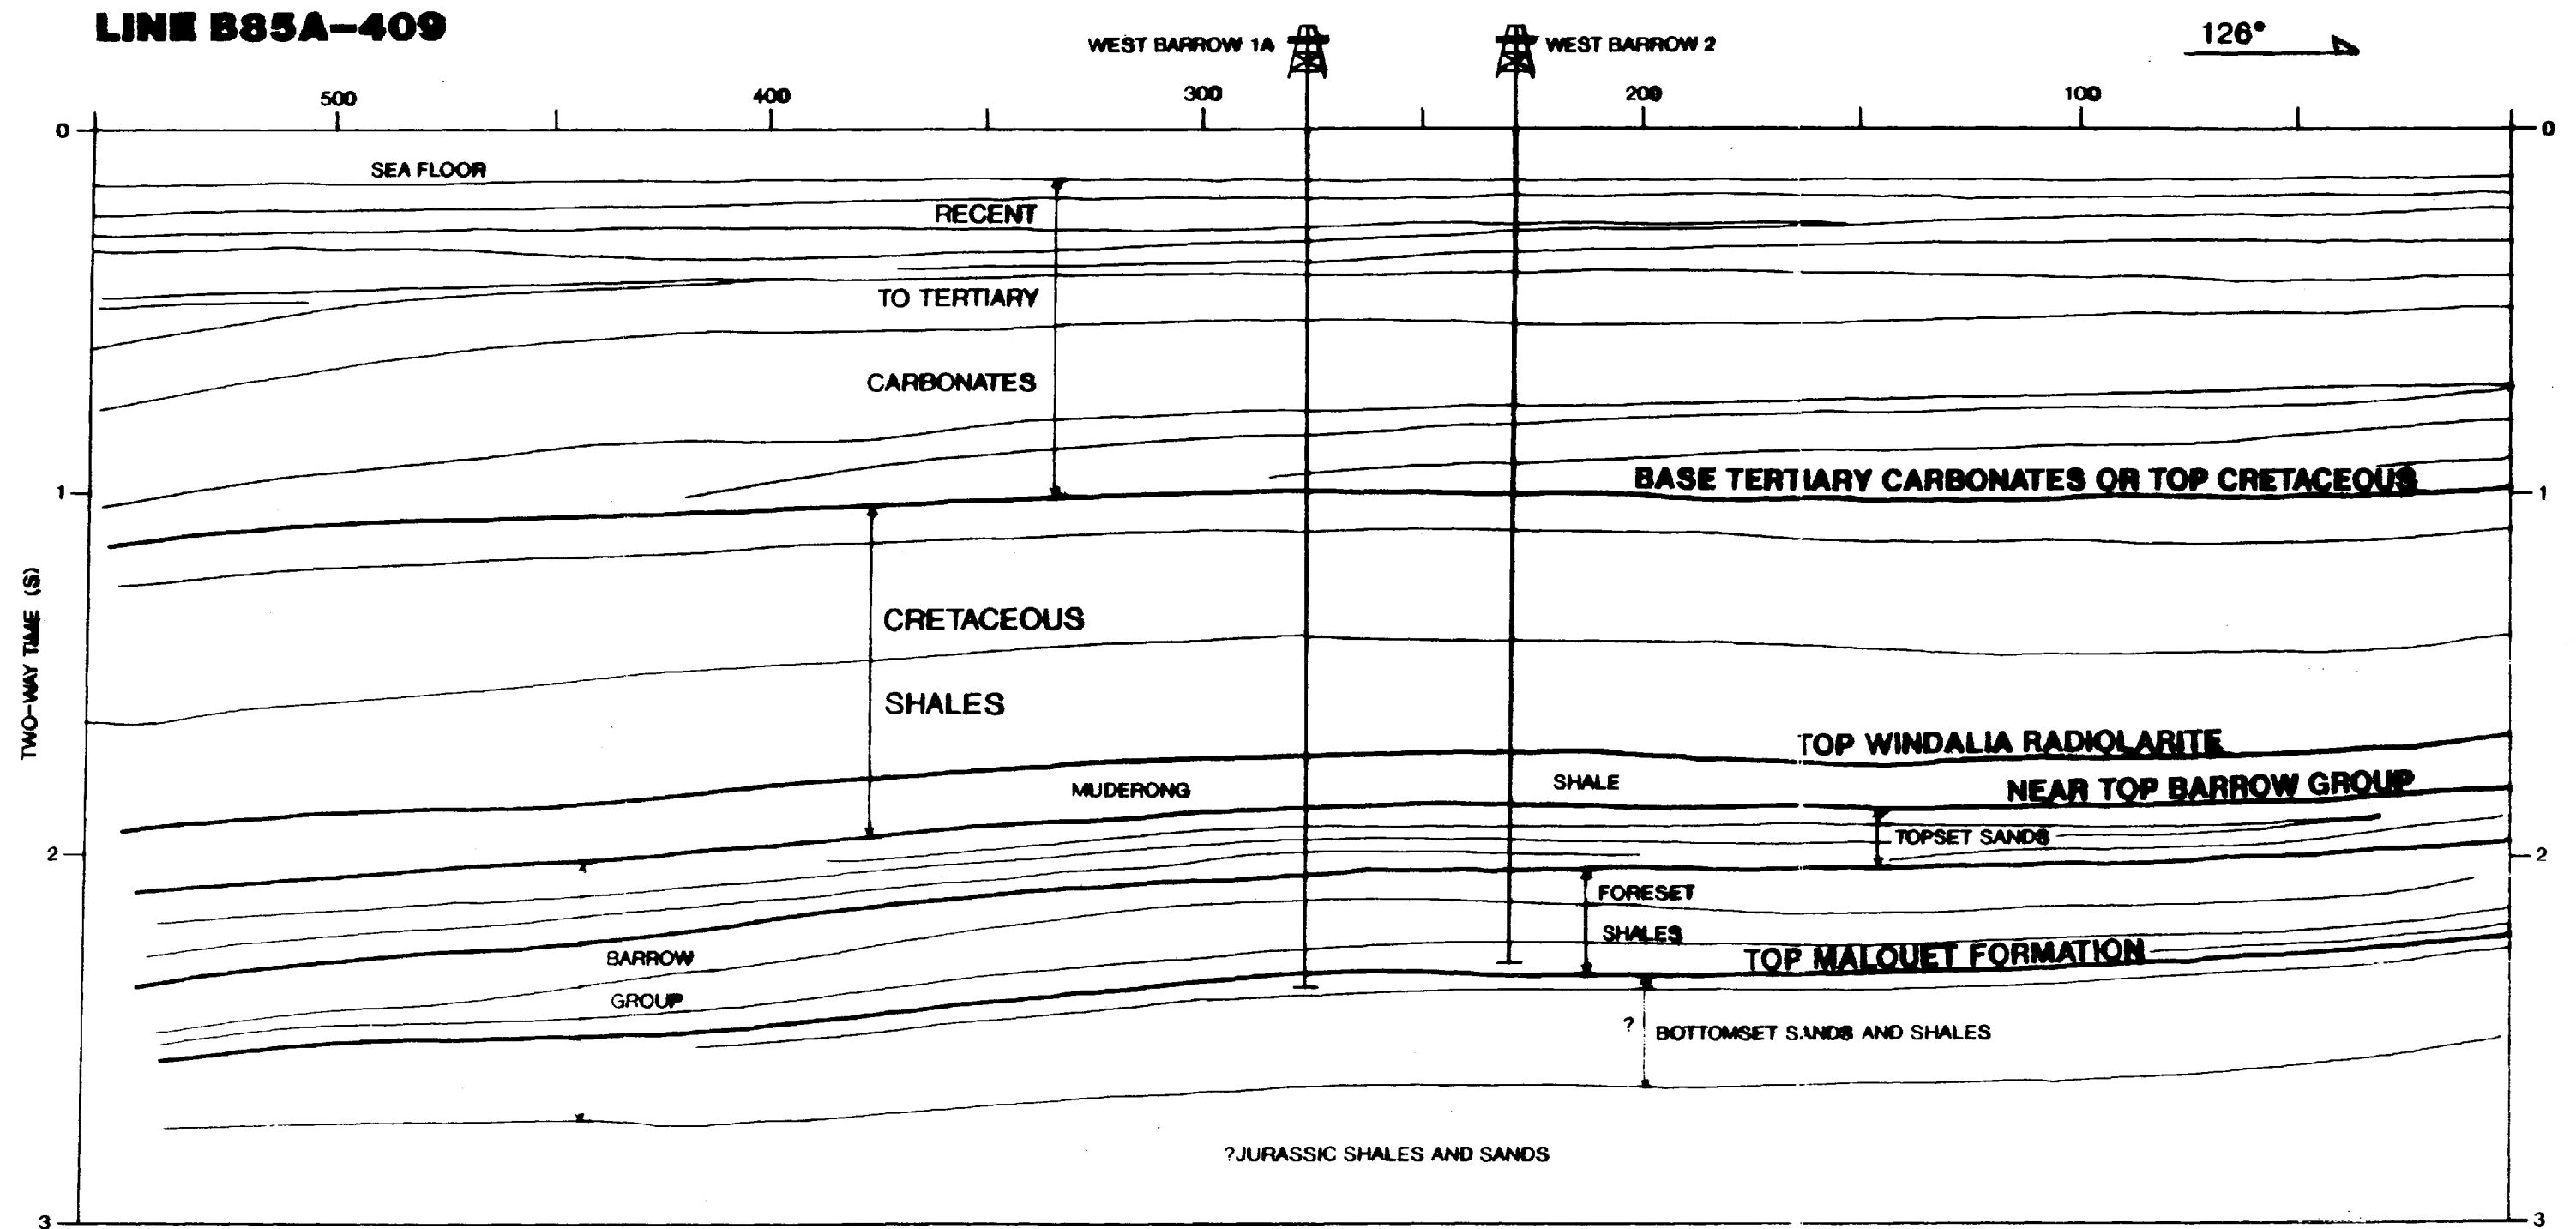 LINE B85A-409
WEST BARROW 1A
WEST BARROW 2
126°
500
400
300
200
100
0
0
SEA FLOOR
RECENT
TO TERTIARY
CARBONATES
BASE TERTIARY CARBONATES OR TOP CRETACEOUS
1
1
TWO-WAY TIME (S)
CRETACEOUS
SHALES
TOP WINDALIA RADIOLARITE
MUDERONG
SHALE
NEAR TOP BARROW GROUP
TOPSET SANDS
2
2
FORESET
SHALES
BARROW
TOP MALOUET FORMATION
GROUP
? BOTTOMSET SANDS AND SHALES
?JURASSIC SHALES AND SANDS
3
3